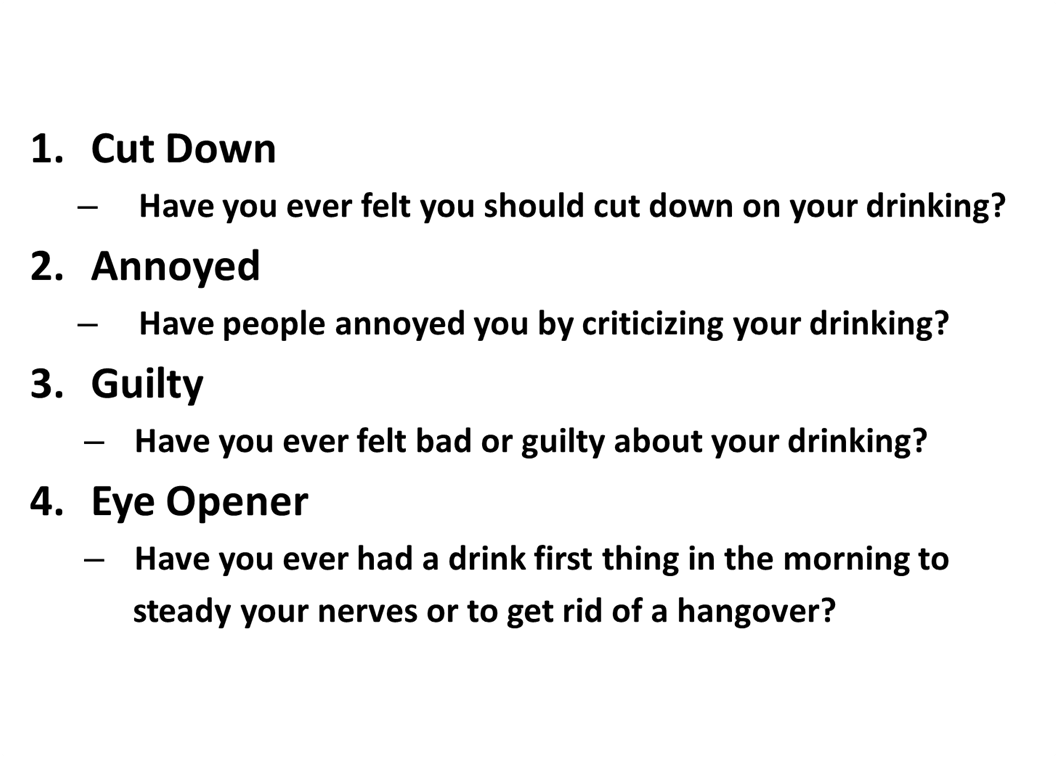 1. Cut Down
– Have you ever felt you should cut down on your drinking?
2. Annoyed
– Have people annoyed you by criticizing your drinking?
3. Guilty
– Have you ever felt bad or guilty about your drinking?
4. Eye Opener
– Have you ever had a drink first thing in the morning to
steady your nerves or to get rid of a hangover?